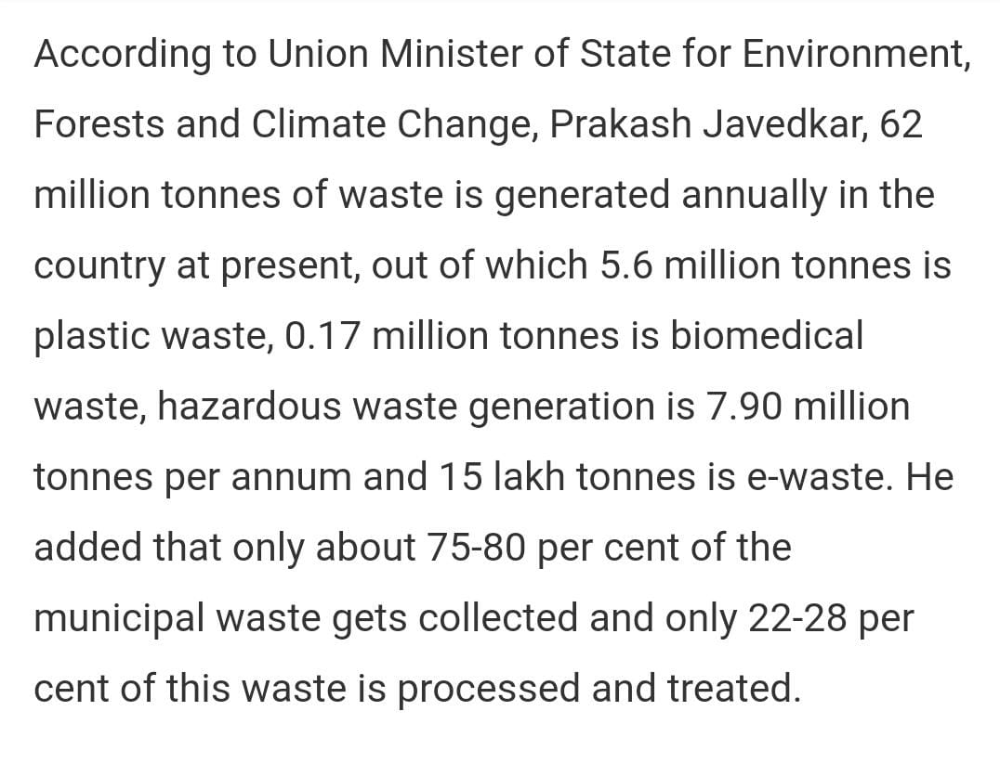 According to Union Minister of State for Environment,
Forests and Climate Change, Prakash Javedkar, 62
million tonnes of waste is generated annually in the
country at present, out of which 5.6 million tonnes is
plastic waste, 0.17 million tonnes is biomedical
waste, hazardous waste generation is 7.90 million
tonnes per annum and 15 lakh tonnes is e-waste. He
added that only about 75-80 per cent of the
municipal waste gets collected and only 22-28 per
cent of this waste is processed and treated.